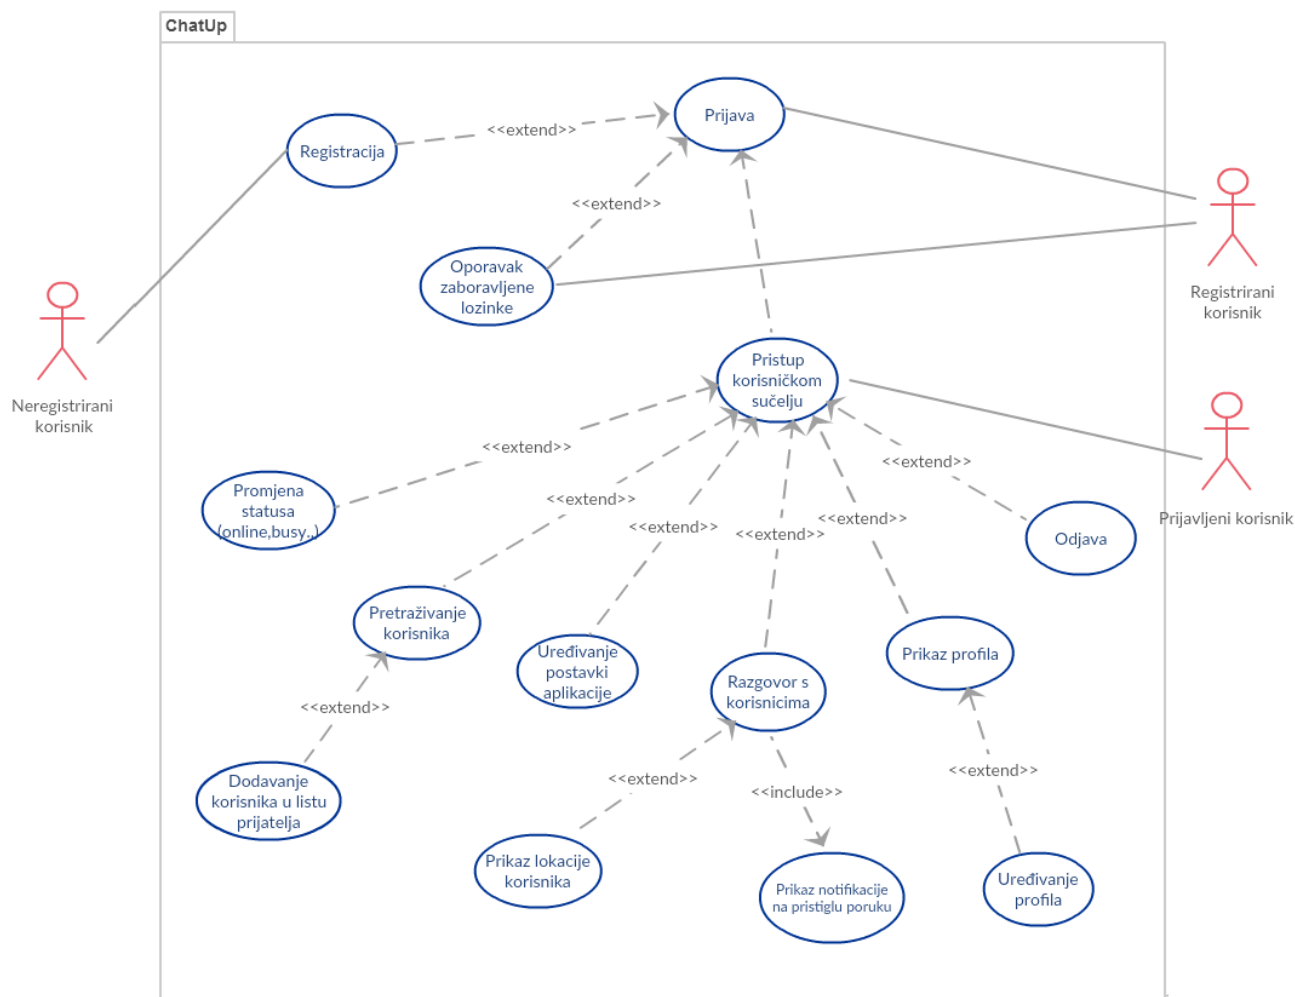 ChatUp
Prijava
<<extend>>
Registracija
<<extend>>
Oporavak
zaboravljene
lozinke
Registrirani
korisnik
Neregistrirani
korisnik
Pristup
korisničkom
sučelju
<<extend>>
<<extend>>
Promjena
statusa
(online,busy..,)
<<extend>>
<<extend>>
<<extend>>
<<extend>>
Prijavljeni korisnik
Odjava
Pretraživanje
korisnika
Uređivanje
postavki
aplikacije
Razgovor s
korisnicima
Prikaz profila
<<extend>>
Dodavanje
korisnika u listu
prijatelja
<<extend>>
<<include>>
<<extend>>
Prikaz lokacije
korisnika
Prikaz notifikacije
na pristiglu poruku
Uređivanje
profila